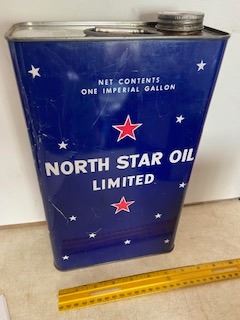 NET CONTENTS
ONE IMPERIAL GALLON
NORTH STAR OIL
LIMITED